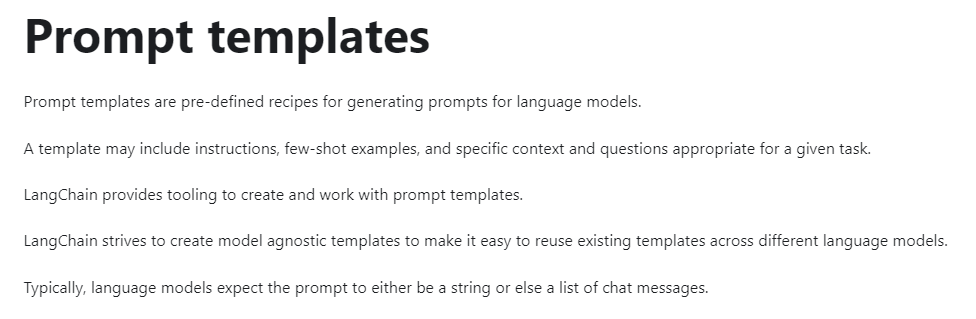 Prompt templates
Prompt templates are pre-defined recipes for generating prompts for language models.
A template may include instructions, few-shot examples, and specific context and questions appropriate for a given task.
LangChain provides tooling to create and work with prompt templates.
LangChain strives to create model agnostic templates to make it easy to reuse existing templates across different language models.
Typically, language models expect the prompt to either be a string or else a list of chat messages.